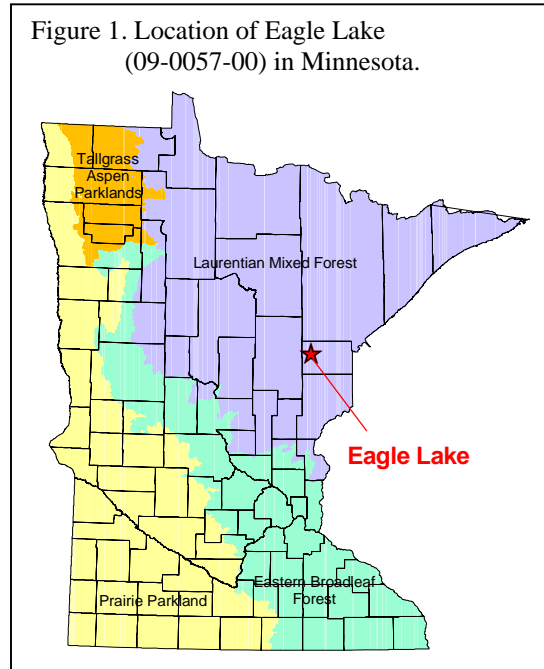 Figure 1. Location of Eagle Lake
(09-0057-00) in Minnesota.
Tallgrass
Aspen
Parklands
Laurentian Mixed Forest
Eagle Lake
Eastern Broadleaf
Forest
Prairie Parkland